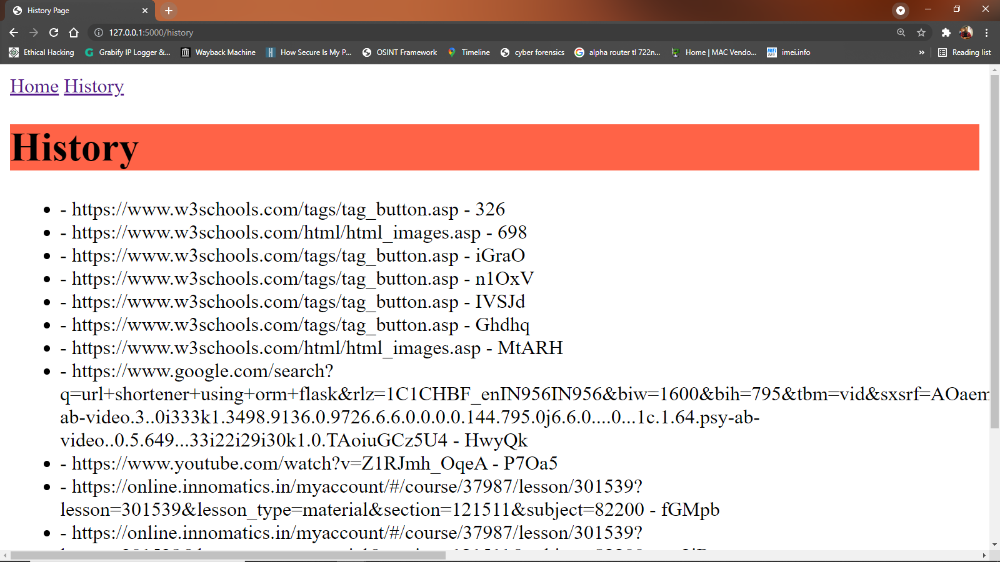 History Page
127.0.0.1:5000/history
Ethical Hacking Grabify IP Logger &... Wayback Machine How Secure Is My P... OSINT Framework Timeline cyber forensics alpha router tl 722n... Home | MAC Vendo... imei.info » Reading list
Home History
History
- https://www.w3schools.com/tags/tag_button.asp - 326
- https://www.w3schools.com/html/html_images.asp - 698
- https://www.w3schools.com/tags/tag_button.asp - iGraO
- https://www.w3schools.com/tags/tag_button.asp - n1OxV
- https://www.w3schools.com/tags/tag_button.asp - IVSJd
- https://www.w3schools.com/tags/tag_button.asp - Ghdhq
- https://www.w3schools.com/html/html_images.asp - MtARH
- https://www.google.com/search?
q=url+shortener+using+orm+flask&rlz=1C1CHBF_enIN956IN956&biw=1600&bih=795&tbm=vid&sxsrf=AOaem
ab-video.3..0i333k1.3498.9136.0.9726.6.6.0.0.0.0.144.795.0j6.6.0....0...1c.1.64.psy-ab-
video..0.5.649...33i22i29i30k1.0.TAoiuGCz5U4 - HwyQk
- https://www.youtube.com/watch?v=Z1RJmh_OqeA - P7Oa5
- https://online.innomatics.in/myaccount/#/course/37987/lesson/301539?
lesson=301539&lesson_type=material&section=121511&subject=82200 - fGMpb
- https://online.innomatics.in/myaccount/#/course/37987/lesson/301539?